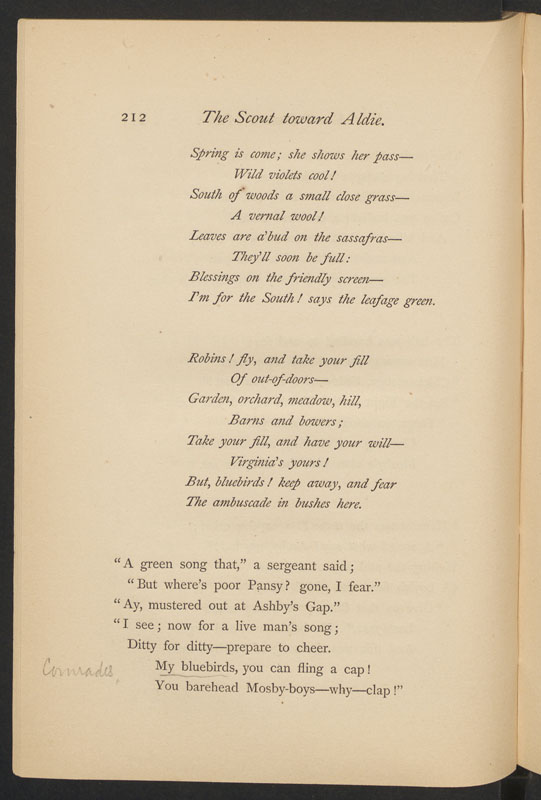 212 The Scout toward Aldie.
Spring is come; she shows her pass—
Wild violets cool!
South of woods a small close grass—
A vernal wool!
Leaves are a'bud on the sassafras—
They'll soon be full:
Blessings on the friendly screen—
I'm for the South! says the leafage green.
Robins! fly, and take your fill
Of out-of-doors—
Garden, orchard, meadow, hill,
Barns and bowers;
Take your fill, and have your will—
Virginia's yours!
But, bluebirds! keep away, and fear
The ambuscade in bushes here.
“A green song that,” a sergeant said;
“But where's poor Pansy? gone, I fear.”
“Ay, mustered out at Ashby's Gap.”
“I see; now for a live man's song;
Ditty for ditty—prepare to cheer.
My bluebirds, you can fling a cap!
Comrades,
You barehead Mosby-boys—why—clap!”